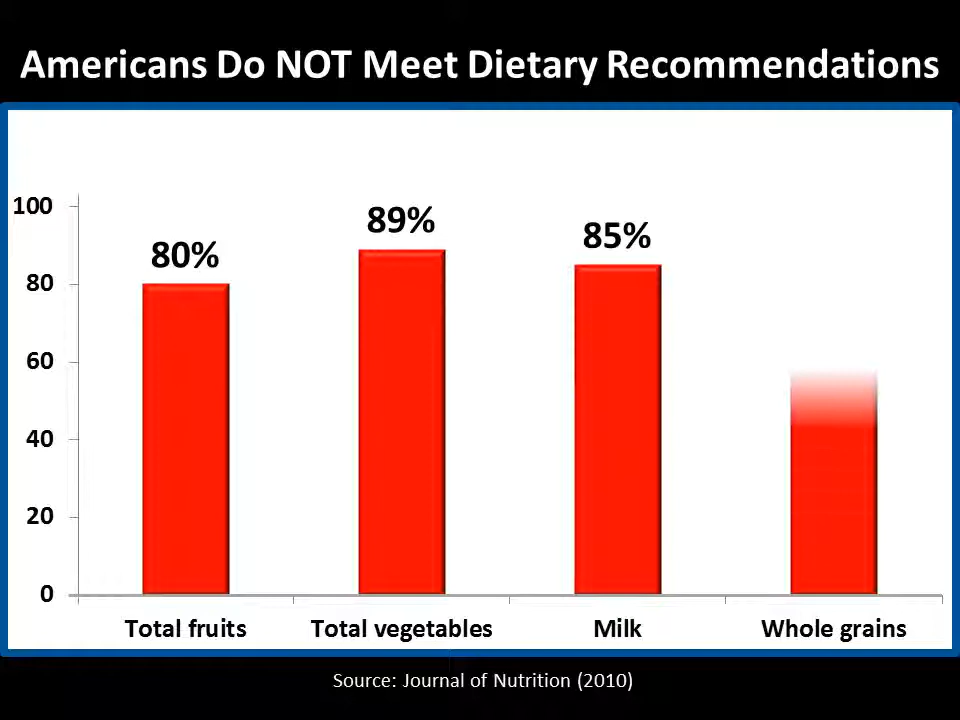 Americans Do NOT Meet Dietary Recommendations
100
80
60
40
20
0
80%
89%
85%
Total fruits
Total vegetables
Milk
Whole grains
Source: Journal of Nutrition (2010)